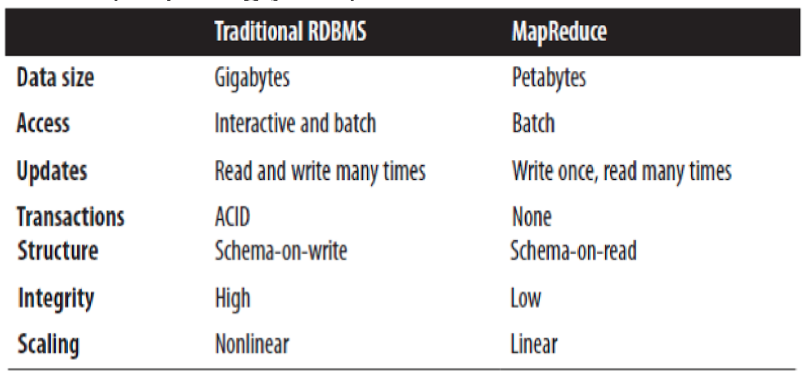 Traditional RDBMS MapReduce
Data size Gigabytes Petabytes
Access Interactive and batch Batch
Updates Read and write many times Write once, read many times
Transactions ACID None
Structure Schema-on-write Schema-on-read
Integrity High Low
Scaling Nonlinear Linear